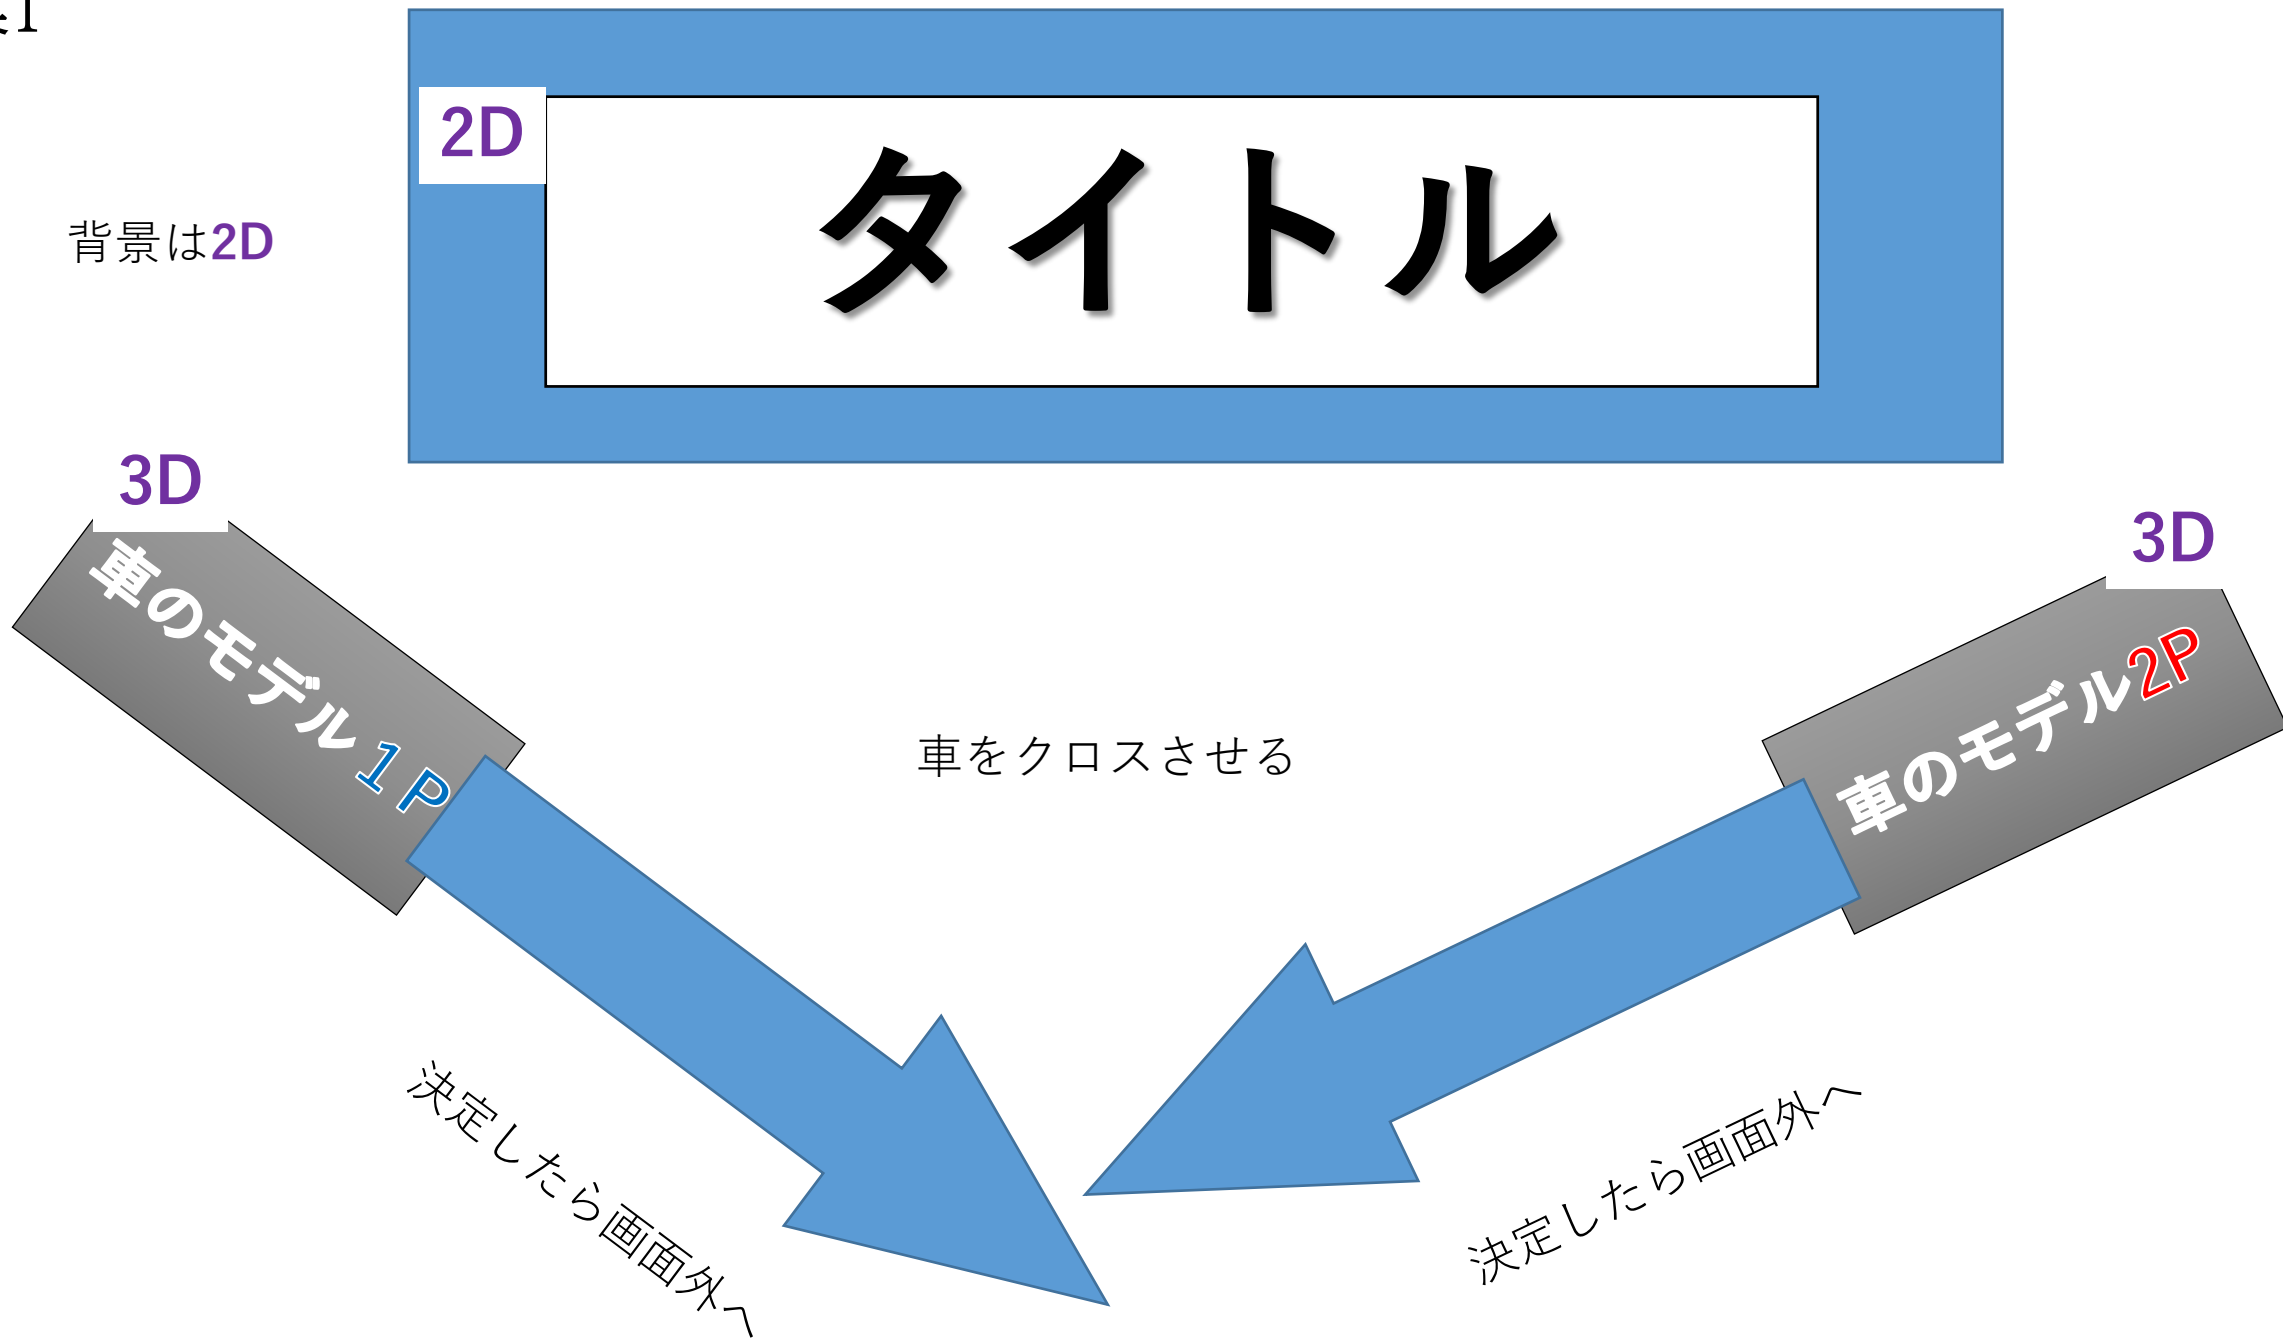 2D
タイトル
背景は2D
3D
車のモデル１Ｐ
3D
車のモデル2P
車をクロスさせる
決定したら画面外へ
決定したら画面外へ